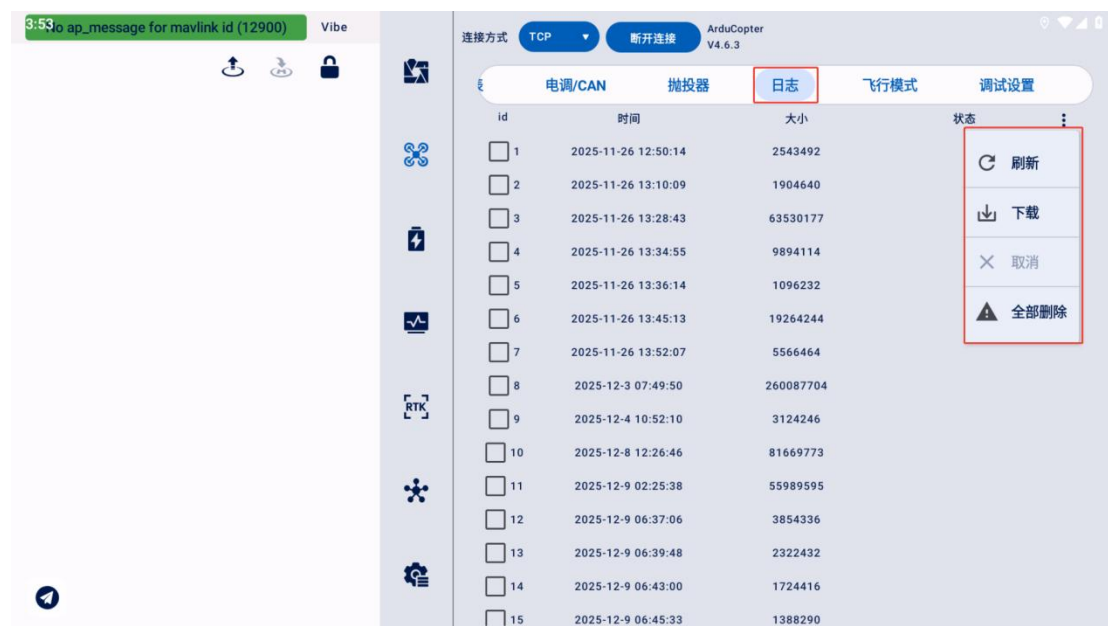 3:53
No ap_message for mavlink id (12900) Vibe
连接方式 TCP 断开连接 ArduCopter
V4.6.3
电调/CAN 抛投器 日志 飞行模式 调试设置
id 时间 大小 状态
1 2025-11-26 12:50:14 2543492
刷新
2 2025-11-26 13:10:09 1904640
3 2025-11-26 13:28:43 63530177
下载
4 2025-11-26 13:34:55 9894114
取消
5 2025-11-26 13:36:14 1096232
6 2025-11-26 13:45:13 19264244
全部删除
7 2025-11-26 13:52:07 5566464
8 2025-12-3 07:49:50 260087704
RTK
9 2025-12-4 10:52:10 3124246
10 2025-12-8 12:26:46 81669773
11 2025-12-9 02:25:38 55989595
12 2025-12-9 06:37:06 3854336
13 2025-12-9 06:39:48 2322432
14 2025-12-9 06:43:00 1724416
15 2025-12-9 06:45:33 1388290